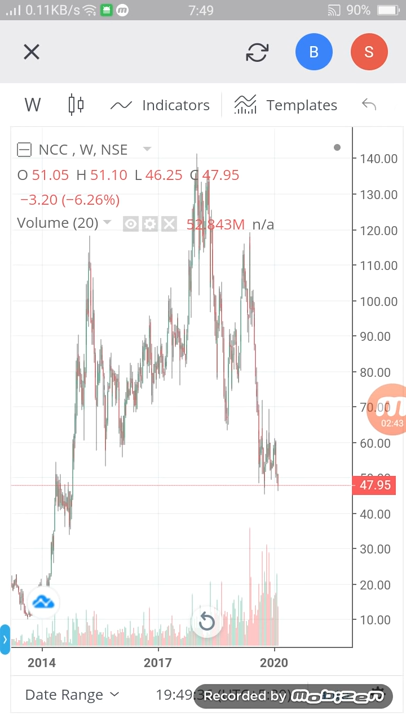 0.11KB/s 7:49 90%
B S
W Indicators Templates
NCC , W, NSE
O 51.05 H 51.10 L 46.25 C 47.95
−3.20 (−6.26%)
Volume (20) 52.843M n/a
140.00
130.00
120.00
110.00
100.00
90.00
80.00
70.00
02:43
60.00
47.95
40.00
30.00
20.00
10.00
2014 2017 2020
Date Range 19:49:
Recorded by mobizen